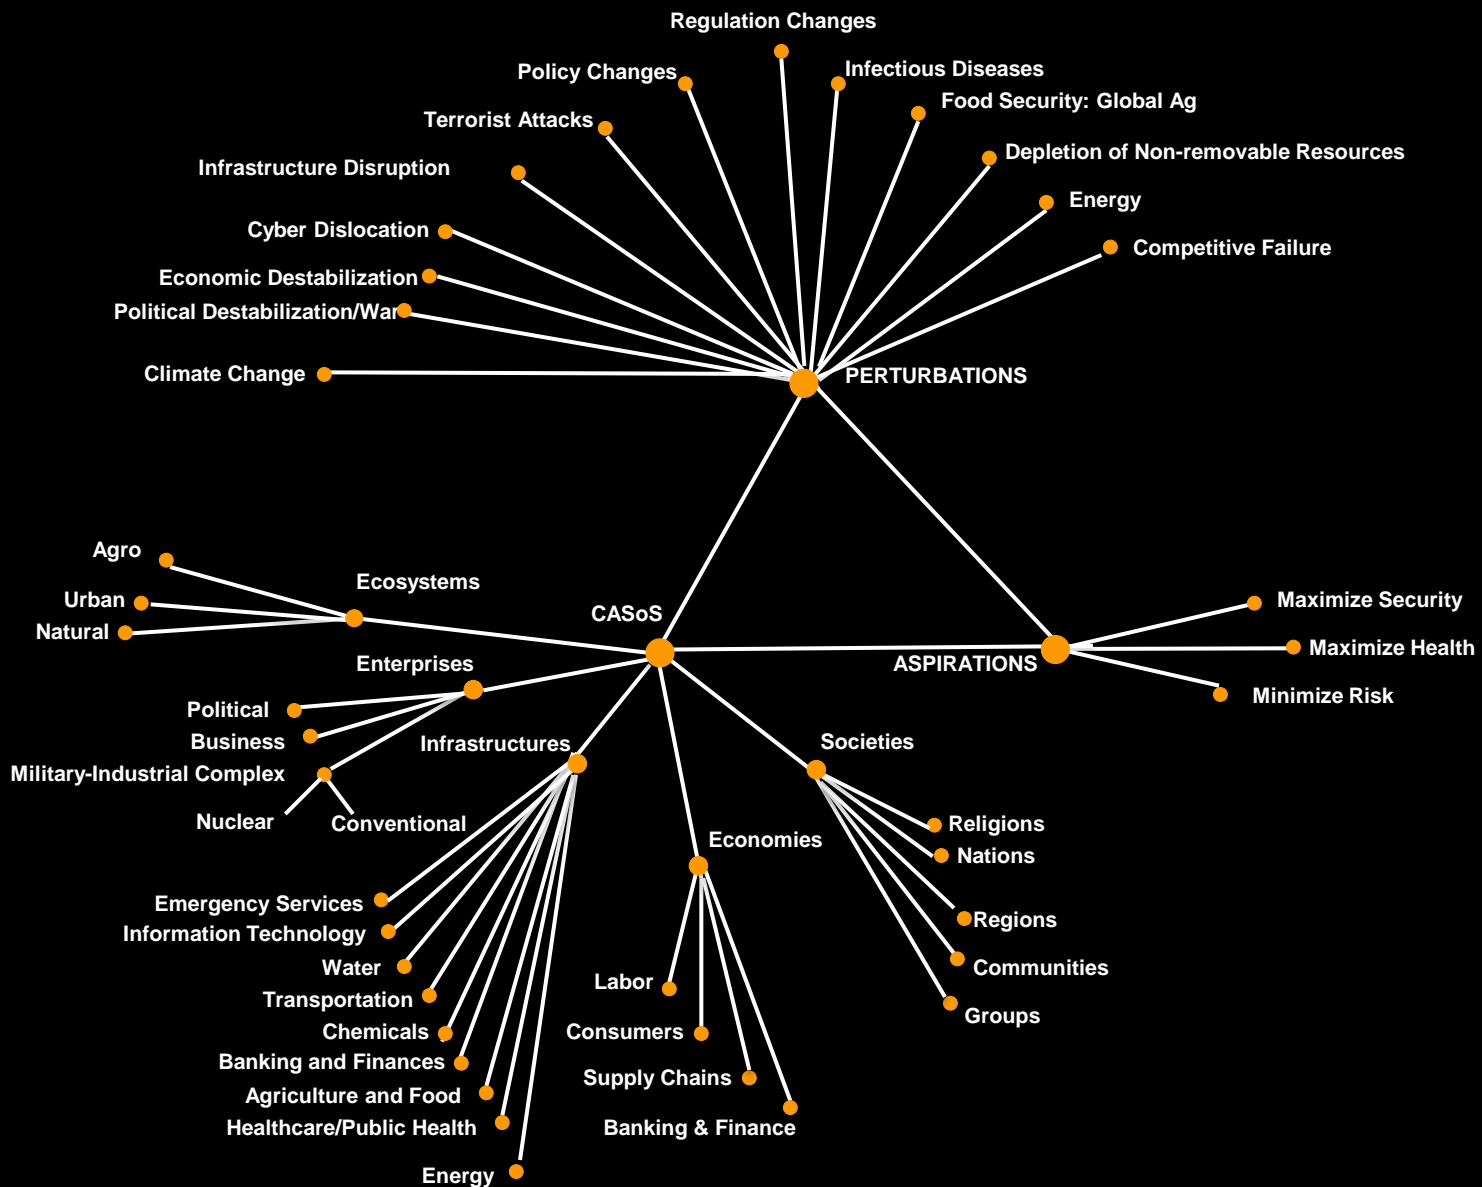 Regulation Changes
Policy Changes
Infectious Diseases
Food Security: Global Ag
Terrorist Attacks
Depletion of Non-removable Resources
Infrastructure Disruption
Energy
Cyber Dislocation
Competitive Failure
Economic Destabilization
Political Destabilization/War
Climate Change
PERTURBATIONS
Agro
Ecosystems
Urban
Natural
CASoS
Maximize Security
Maximize Health
Enterprises
ASPIRATIONS
Minimize Risk
Political
Business
Infrastructures
Societies
Military-Industrial Complex
Nuclear
Conventional
Religions
Economies
Nations
Emergency Services
Information Technology
Regions
Water
Communities
Labor
Transportation
Groups
Chemicals
Consumers
Banking and Finances
Supply Chains
Agriculture and Food
Healthcare/Public Health
Banking & Finance
Energy